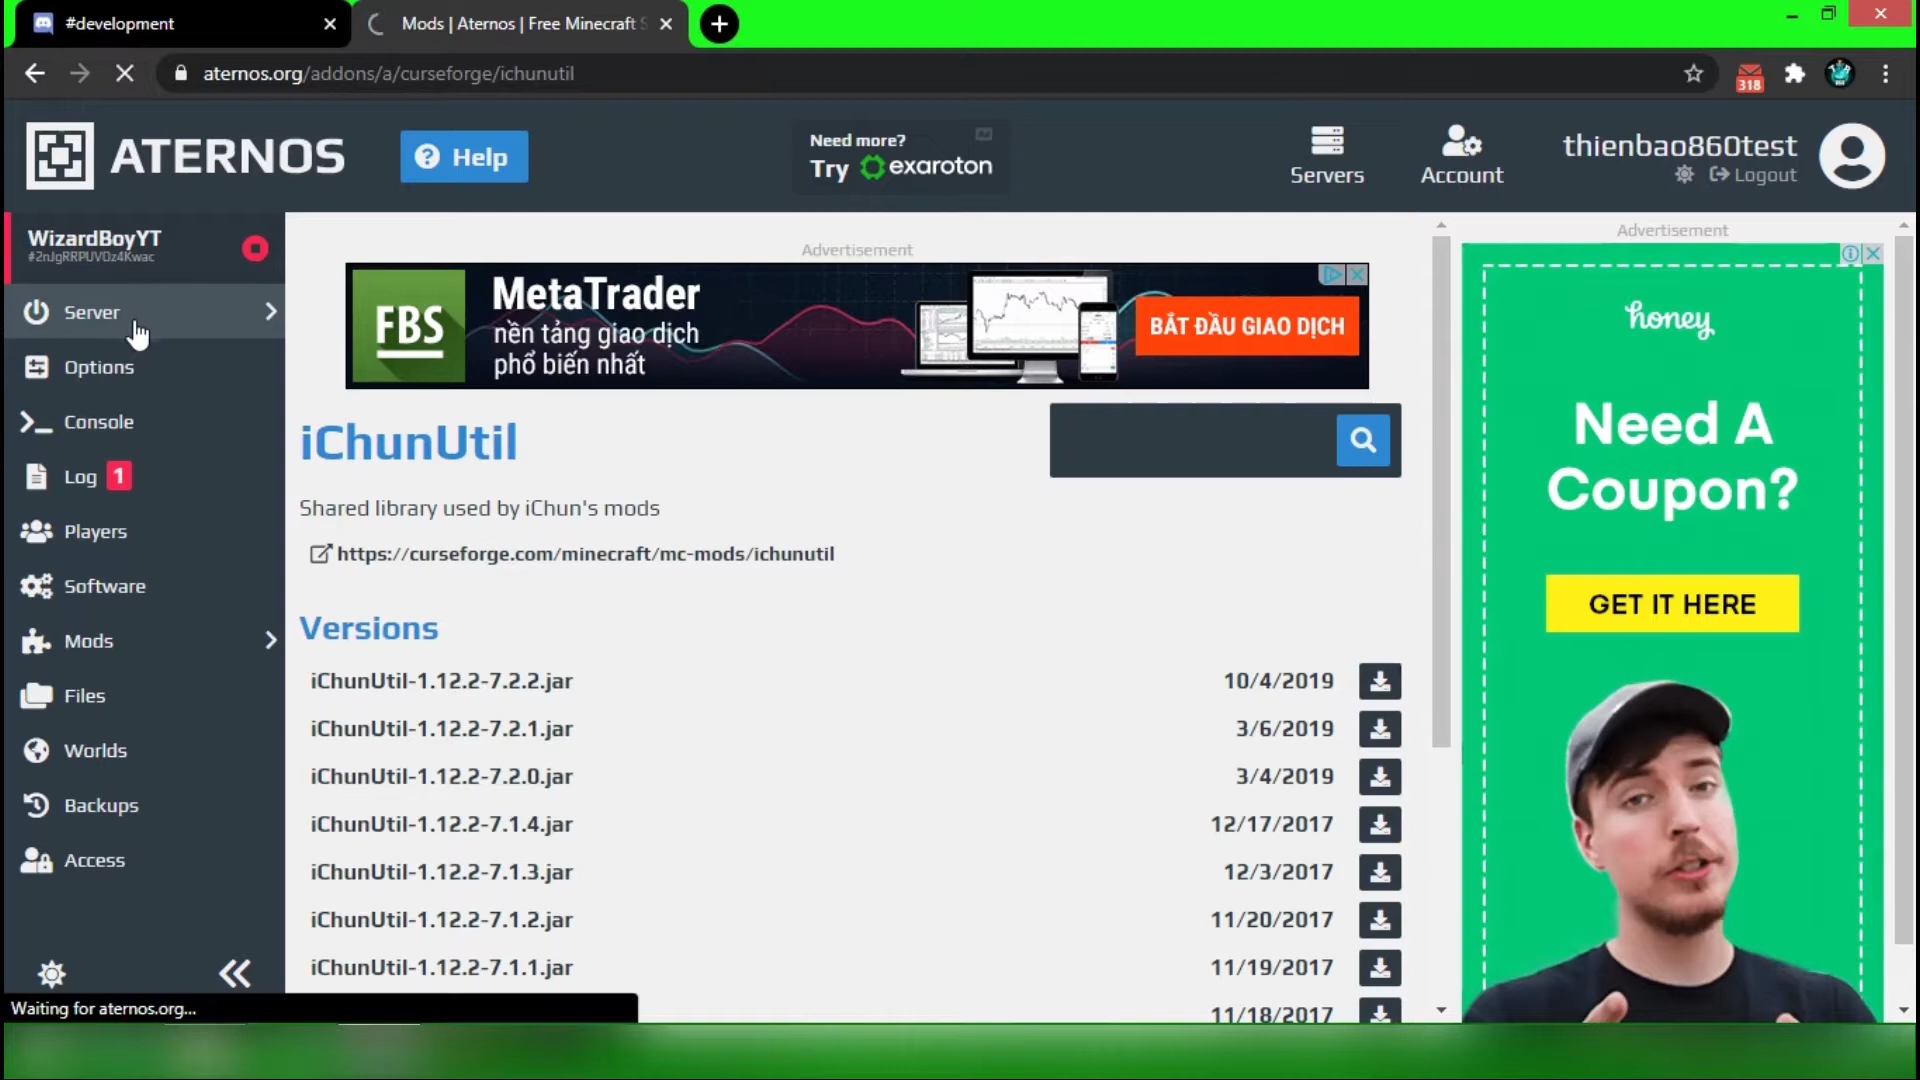 #development
Mods | Aternos | Free Minecraft S
aternos.org/addons/a/curseforge/ichunutil
318
ATERNOS
Help
Need more?
Ad
Try exaroton
Servers
Account
thienbao860test
Logout
WizardBoyYT
#2nJgRRPUVDz4Kwac
Server
Options
Console
Log 1
Players
Software
Mods
Files
Worlds
Backups
Access
Waiting for aternos.org...
Advertisement
FBS
MetaTrader
nền tảng giao dịch
phổ biến nhất
BẮT ĐẦU GIAO DỊCH
iChunUtil
Shared library used by iChun's mods
https://curseforge.com/minecraft/mc-mods/ichunutil
Versions
iChunUtil-1.12.2-7.2.2.jar 10/4/2019
iChunUtil-1.12.2-7.2.1.jar 3/6/2019
iChunUtil-1.12.2-7.2.0.jar 3/4/2019
iChunUtil-1.12.2-7.1.4.jar 12/17/2017
iChunUtil-1.12.2-7.1.3.jar 12/3/2017
iChunUtil-1.12.2-7.1.2.jar 11/20/2017
iChunUtil-1.12.2-7.1.1.jar 11/19/2017
11/18/2017
Advertisement
honey
Need A
Coupon?
GET IT HERE